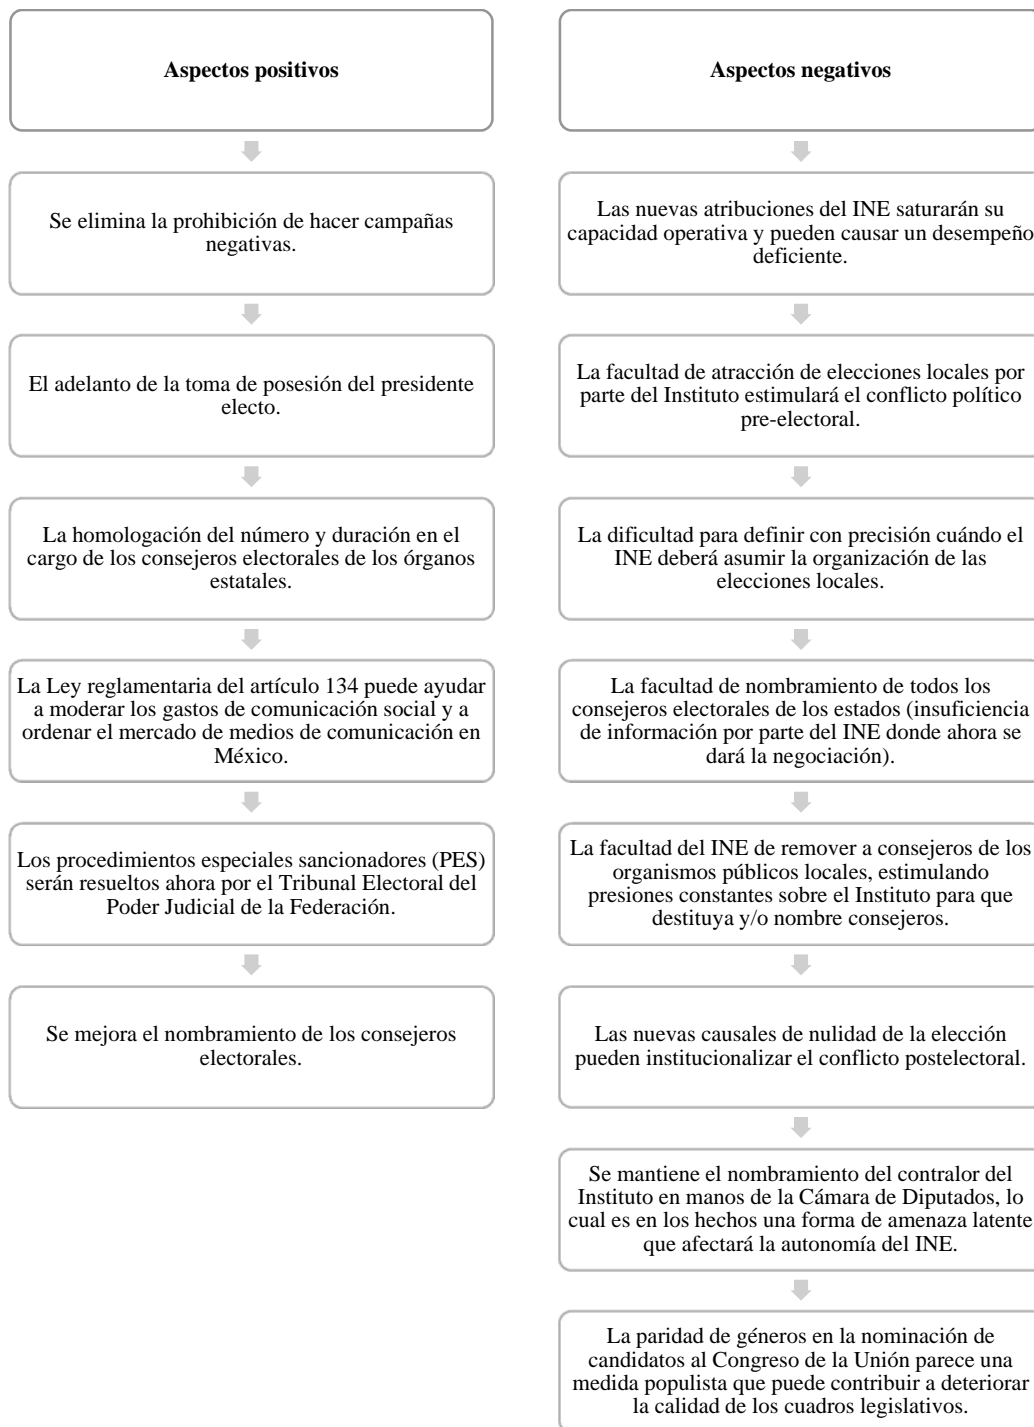 Aspectos positivos
Se elimina la prohibición de hacer campañas
negativas.
El adelanto de la toma de posesión del presidente
electo.
La homologación del número y duración en el
cargo de los consejeros electorales de los órganos
estatales.
La Ley reglamentaria del artículo 134 puede ayudar
a moderar los gastos de comunicación social y a
ordenar el mercado de medios de comunicación en
México.
Los procedimientos especiales sancionadores (PES)
serán resueltos ahora por el Tribunal Electoral del
Poder Judicial de la Federación.
Se mejora el nombramiento de los consejeros
electorales.
Aspectos negativos
Las nuevas atribuciones del INE saturarán su
capacidad operativa y pueden causar un desempeño
deficiente.
La facultad de atracción de elecciones locales por
parte del Instituto estimulará el conflicto político
pre-electoral.
La dificultad para definir con precisión cuándo el
INE deberá asumir la organización de las
elecciones locales.
La facultad de nombramiento de todos los
consejeros electorales de los estados (insuficiencia
de información por parte del INE donde ahora se
dará la negociación).
La facultad del INE de remover a consejeros de los
organismos públicos locales, estimulando
presiones constantes sobre el Instituto para que
destituya y/o nombre consejeros.
Las nuevas causales de nulidad de la elección
pueden institucionalizar el conflicto postelectoral.
Se mantiene el nombramiento del contralor del
Instituto en manos de la Cámara de Diputados, lo
cual es en los hechos una forma de amenaza latente
que afectará la autonomía del INE.
La paridad de géneros en la nominación de
candidatos al Congreso de la Unión parece una
medida populista que puede contribuir a deteriorar
la calidad de los cuadros legislativos.